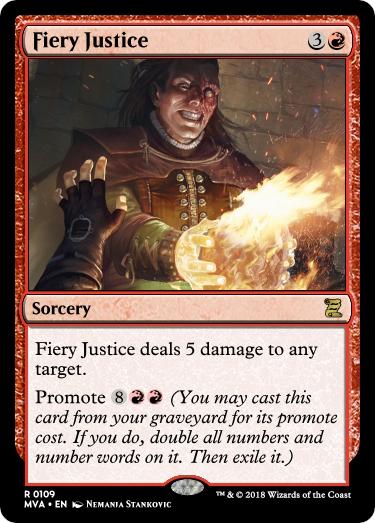 Fiery Justice 3
Sorcery
Fiery Justice deals 5 damage to any
target.
Promote 8 (You may cast this
card from your graveyard for its promote
cost. If you do, double all numbers and
number words on it. Then exile it.)
R 0109
MVA • EN Nemania Stankovic
™ & © 2018 Wizards of the Coast